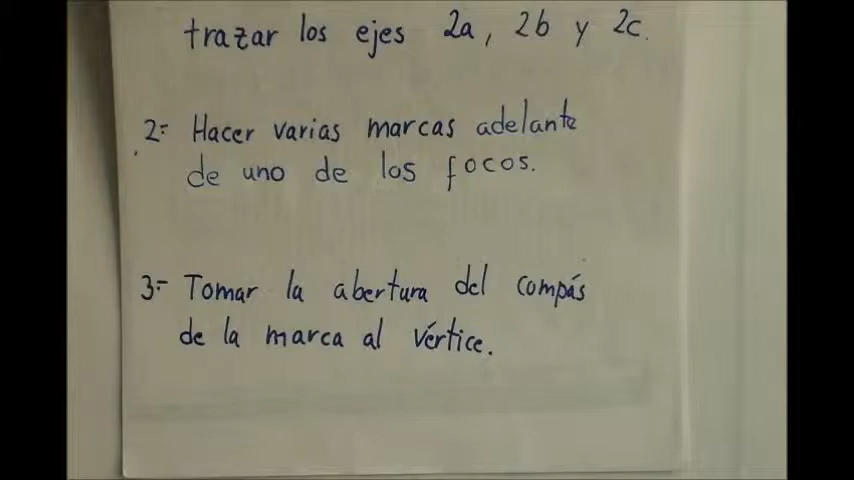 trazar los ejes 2a, 2b y 2c.
2.- Hacer varias marcas adelante
de uno de los focos.
3.- Tomar la abertura del compás
de la marca al vértice.